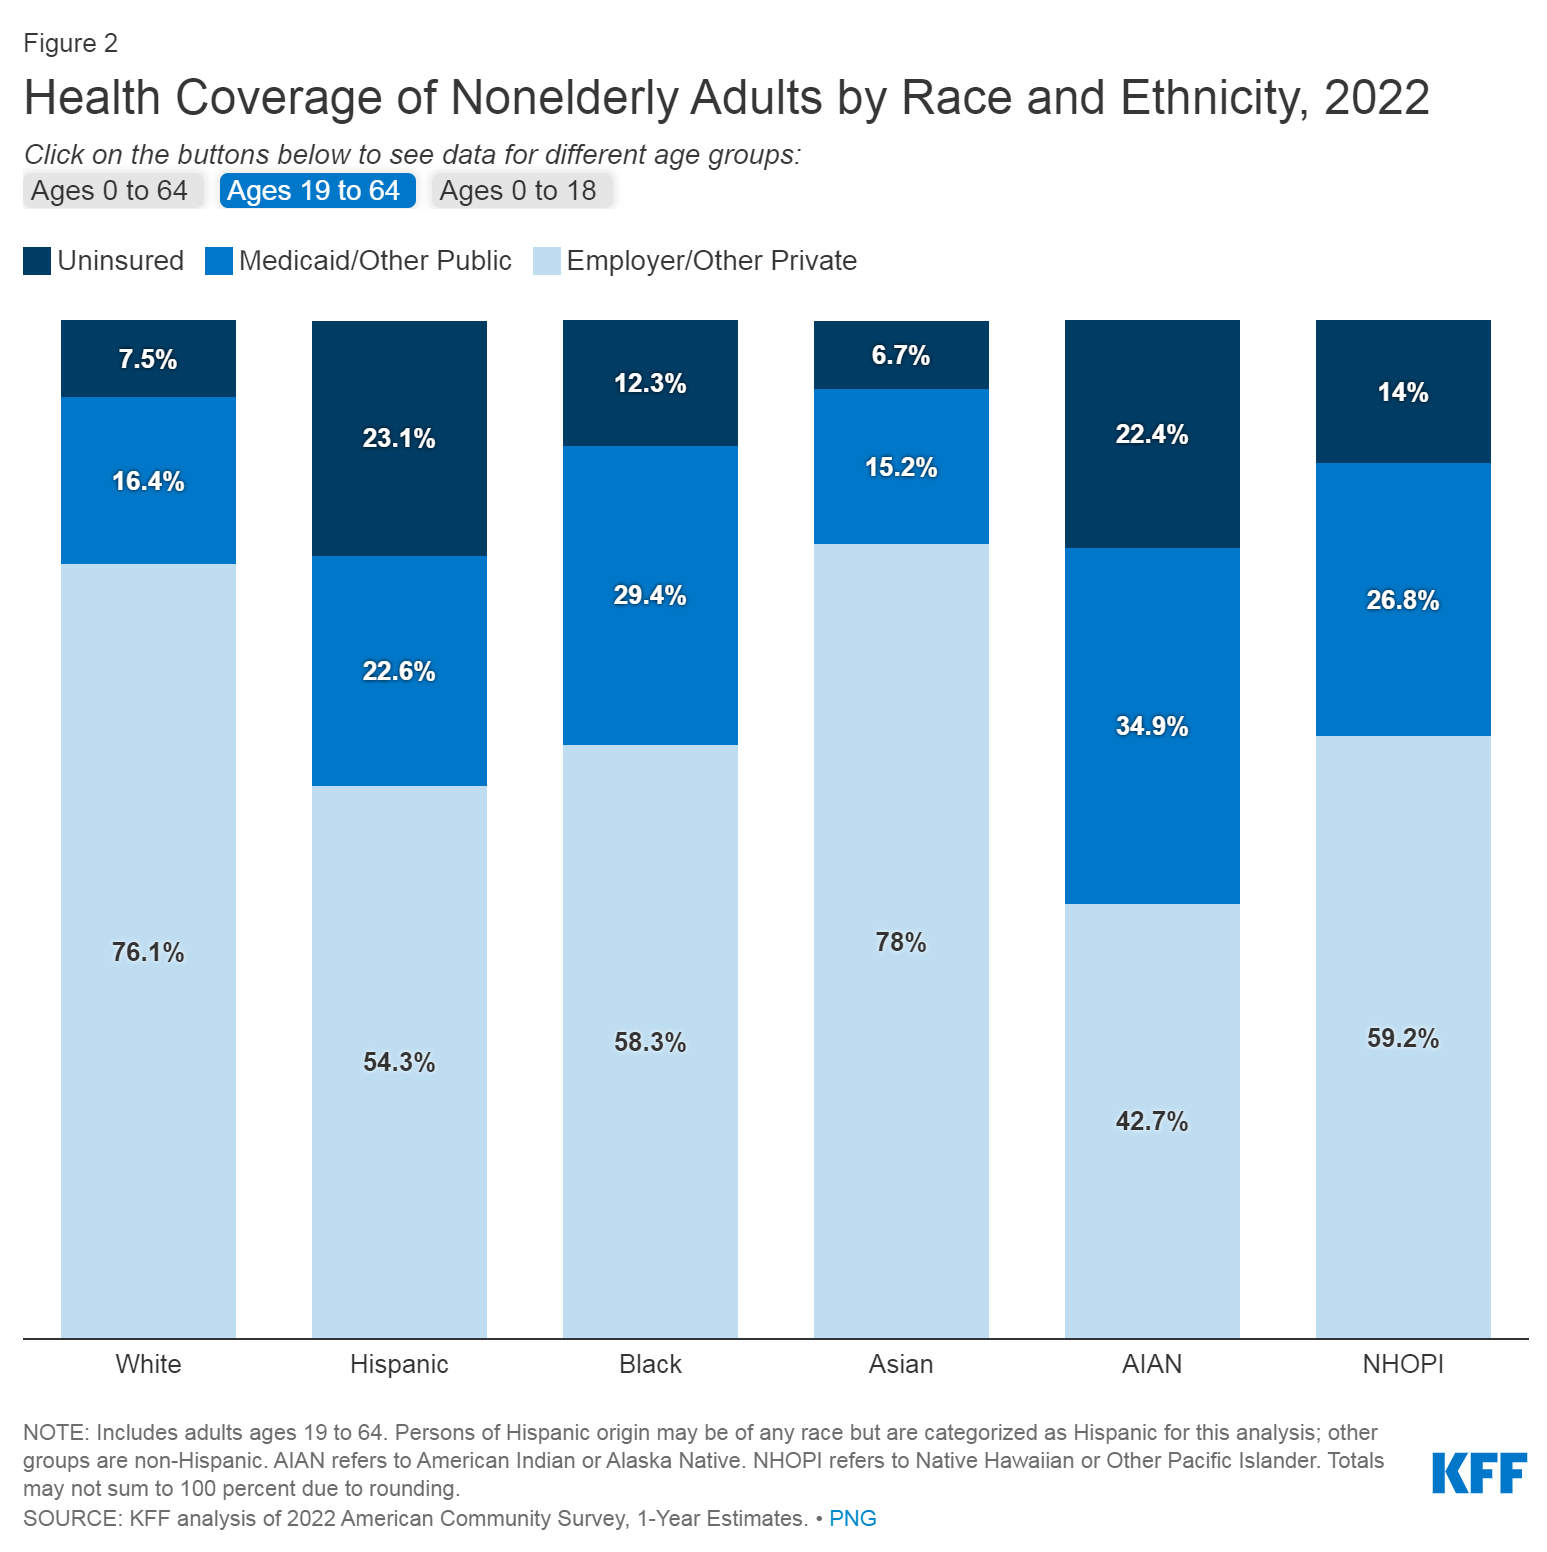 Figure 2
Health Coverage of Nonelderly Adults by Race and Ethnicity, 2022
Click on the buttons below to see data for different age groups:
Ages 0 to 64 Ages 19 to 64 Ages 0 to 18
Uninsured Medicaid/Other Public Employer/Other Private
7.5% 23.1% 12.3% 6.7% 22.4% 14%
16.4% 22.6% 29.4% 15.2% 34.9% 26.8%
76.1% 54.3% 58.3% 78% 42.7% 59.2%
White Hispanic Black Asian AIAN NHOPI
NOTE: Includes adults ages 19 to 64. Persons of Hispanic origin may be of any race but are categorized as Hispanic for this analysis; other
groups are non-Hispanic. AIAN refers to American Indian or Alaska Native. NHOPI refers to Native Hawaiian or Other Pacific Islander. Totals
may not sum to 100 percent due to rounding.
SOURCE: KFF analysis of 2022 American Community Survey, 1-Year Estimates. • PNG
KFF